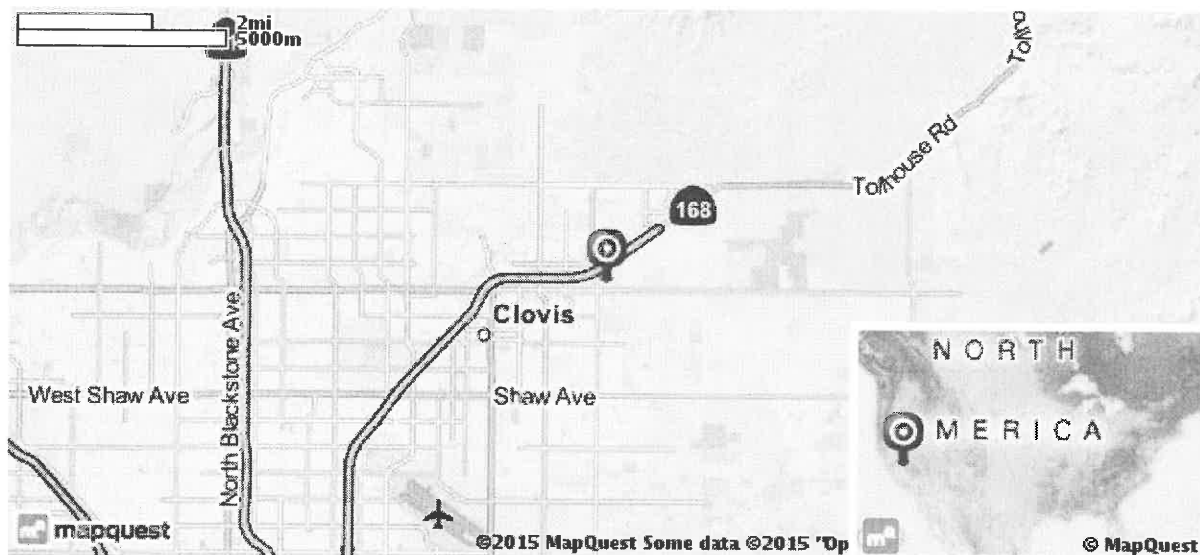 2mi
5000m
Tollhouse Rd
168
Clovis
North Blackstone Ave
West Shaw Ave
Shaw Ave
NORTH
MERICA
mapquest
©2015 MapQuest Some data ©2015 "Op
© MapQuest